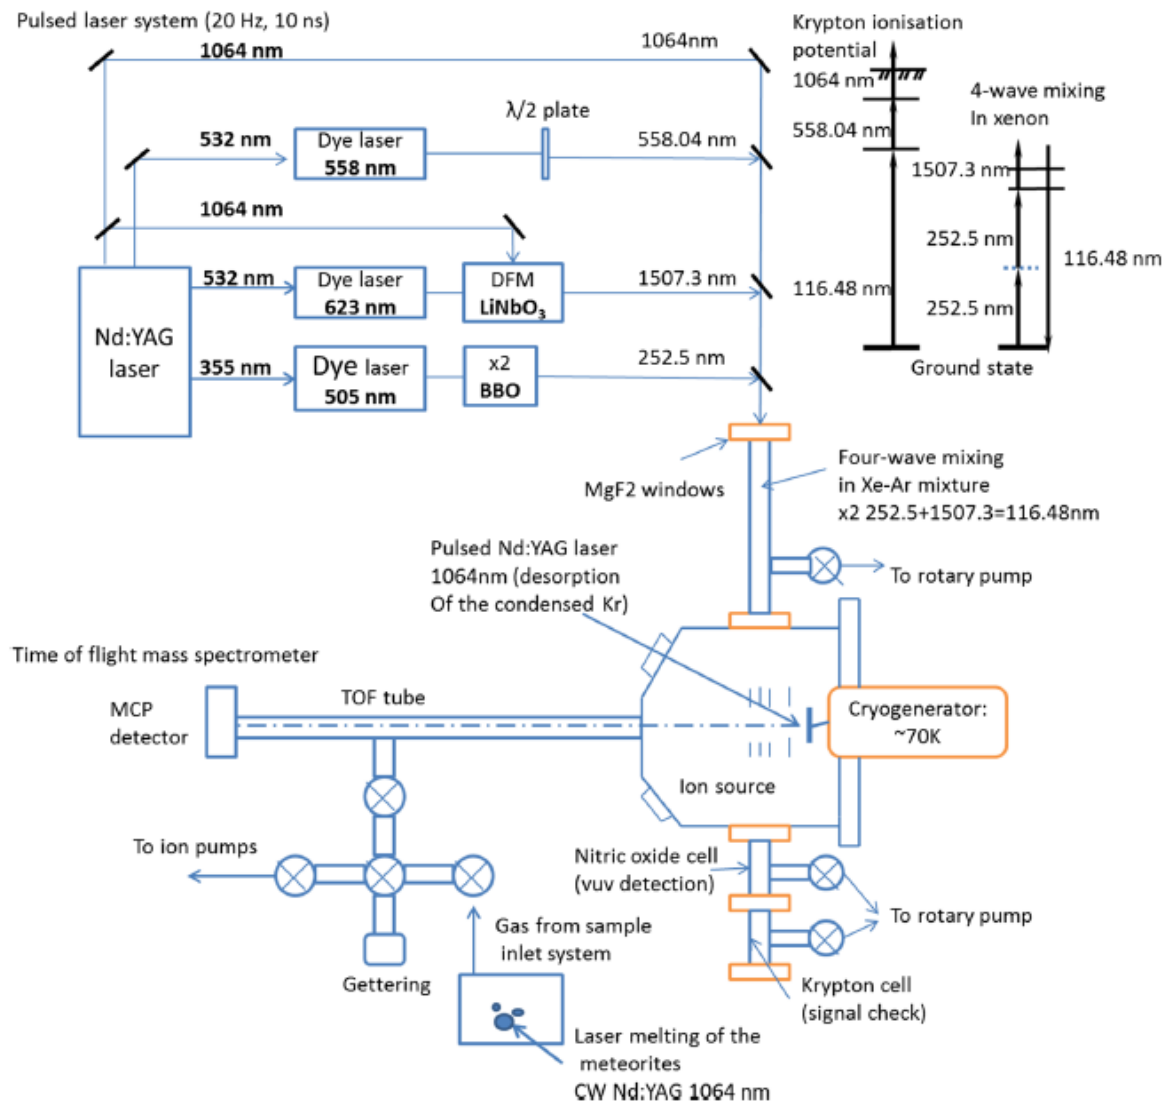 Pulsed laser system (20 Hz, 10 ns)
1064 nm
1064nm
532 nm
Dye laser
558 nm
λ/2 plate
558.04 nm
1064 nm
532 nm
Dye laser
623 nm
DFM
LiNbO₃
1507.3 nm
Nd:YAG
laser
355 nm
Dye laser
505 nm
x2
BBO
252.5 nm
Krypton ionisation
potential
1064 nm
558.04 nm
116.48 nm
4-wave mixing
In xenon
1507.3 nm
252.5 nm
252.5 nm
116.48 nm
Ground state
MgF2 windows
Four-wave mixing
in Xe-Ar mixture
x2 252.5+1507.3=116.48nm
Pulsed Nd:YAG laser
1064nm (desorption
Of the condensed Kr)
To rotary pump
Time of flight mass spectrometer
MCP
detector
TOF tube
Cryogenerator:
~70K
Ion source
To ion pumps
Nitric oxide cell
(vuv detection)
To rotary pump
Gas from sample
inlet system
Gettering
Krypton cell
(signal check)
Laser melting of the
meteorites
CW Nd:YAG 1064 nm